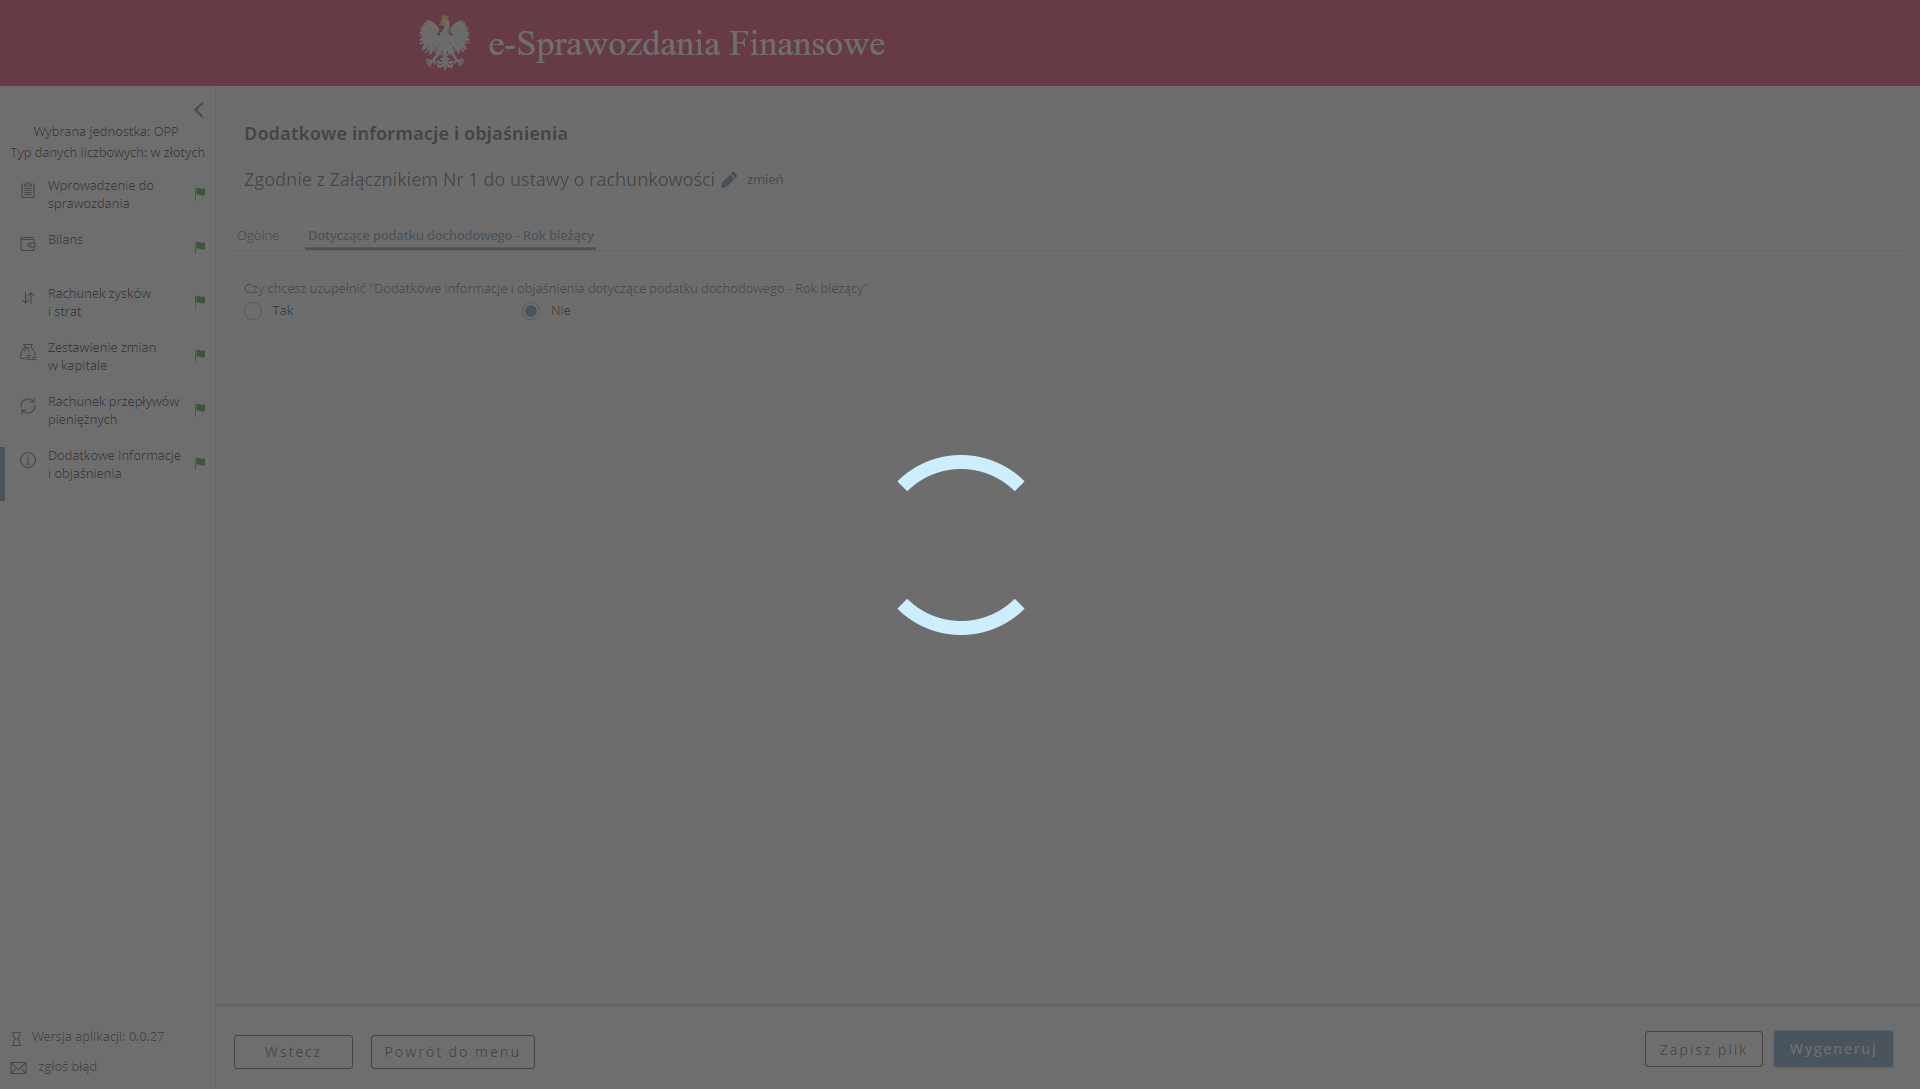 e-Sprawozdania Finansowe
Wybrana jednostka: OPP
Typ danych liczbowych: w złotych
Wprowadzenie do
sprawozdania
Bilans
Rachunek zysków
i strat
Zestawienie zmian
w kapitale
Rachunek przepływów
pieniężnych
Dodatkowe informacje
i objaśnienia
Wersja aplikacji: 0.0.27
zgłoś błąd
Dodatkowe informacje i objaśnienia
Zgodnie z Załącznikiem Nr 1 do ustawy o rachunkowości zmień
Ogólne Dotyczące podatku dochodowego - Rok bieżący
Czy chcesz uzupełnić "Dodatkowe informacje i objaśnienia dotyczące podatku dochodowego - Rok bieżący"
Tak Nie
Wstecz Powrót do menu Zapisz plik Wygeneruj